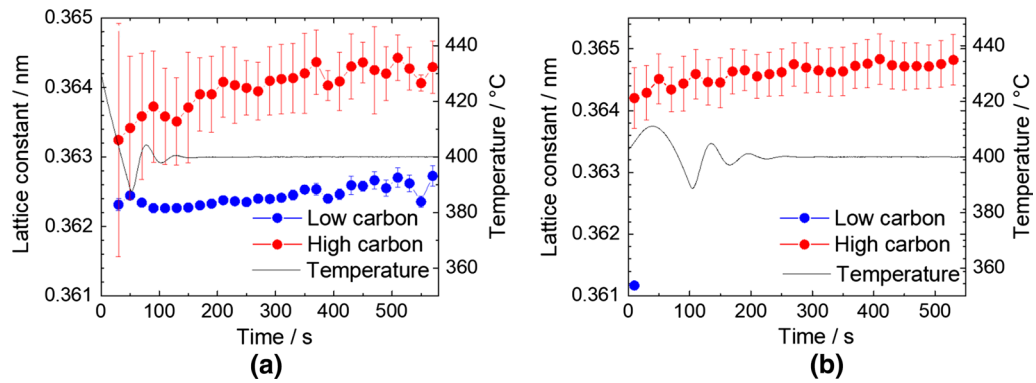 0.365
0.364
0.363
0.362
0.361
Lattice constant / nm
440
420
400
380
360
Temperature / °C
Low carbon
High carbon
Temperature
0 100 200 300 400 500
Time / s
(a)
0.365
0.364
0.363
0.362
0.361
Lattice constant / nm
440
420
400
380
360
Temperature / °C
Low carbon
High carbon
Temperature
0 100 200 300 400 500
Time / s
(b)